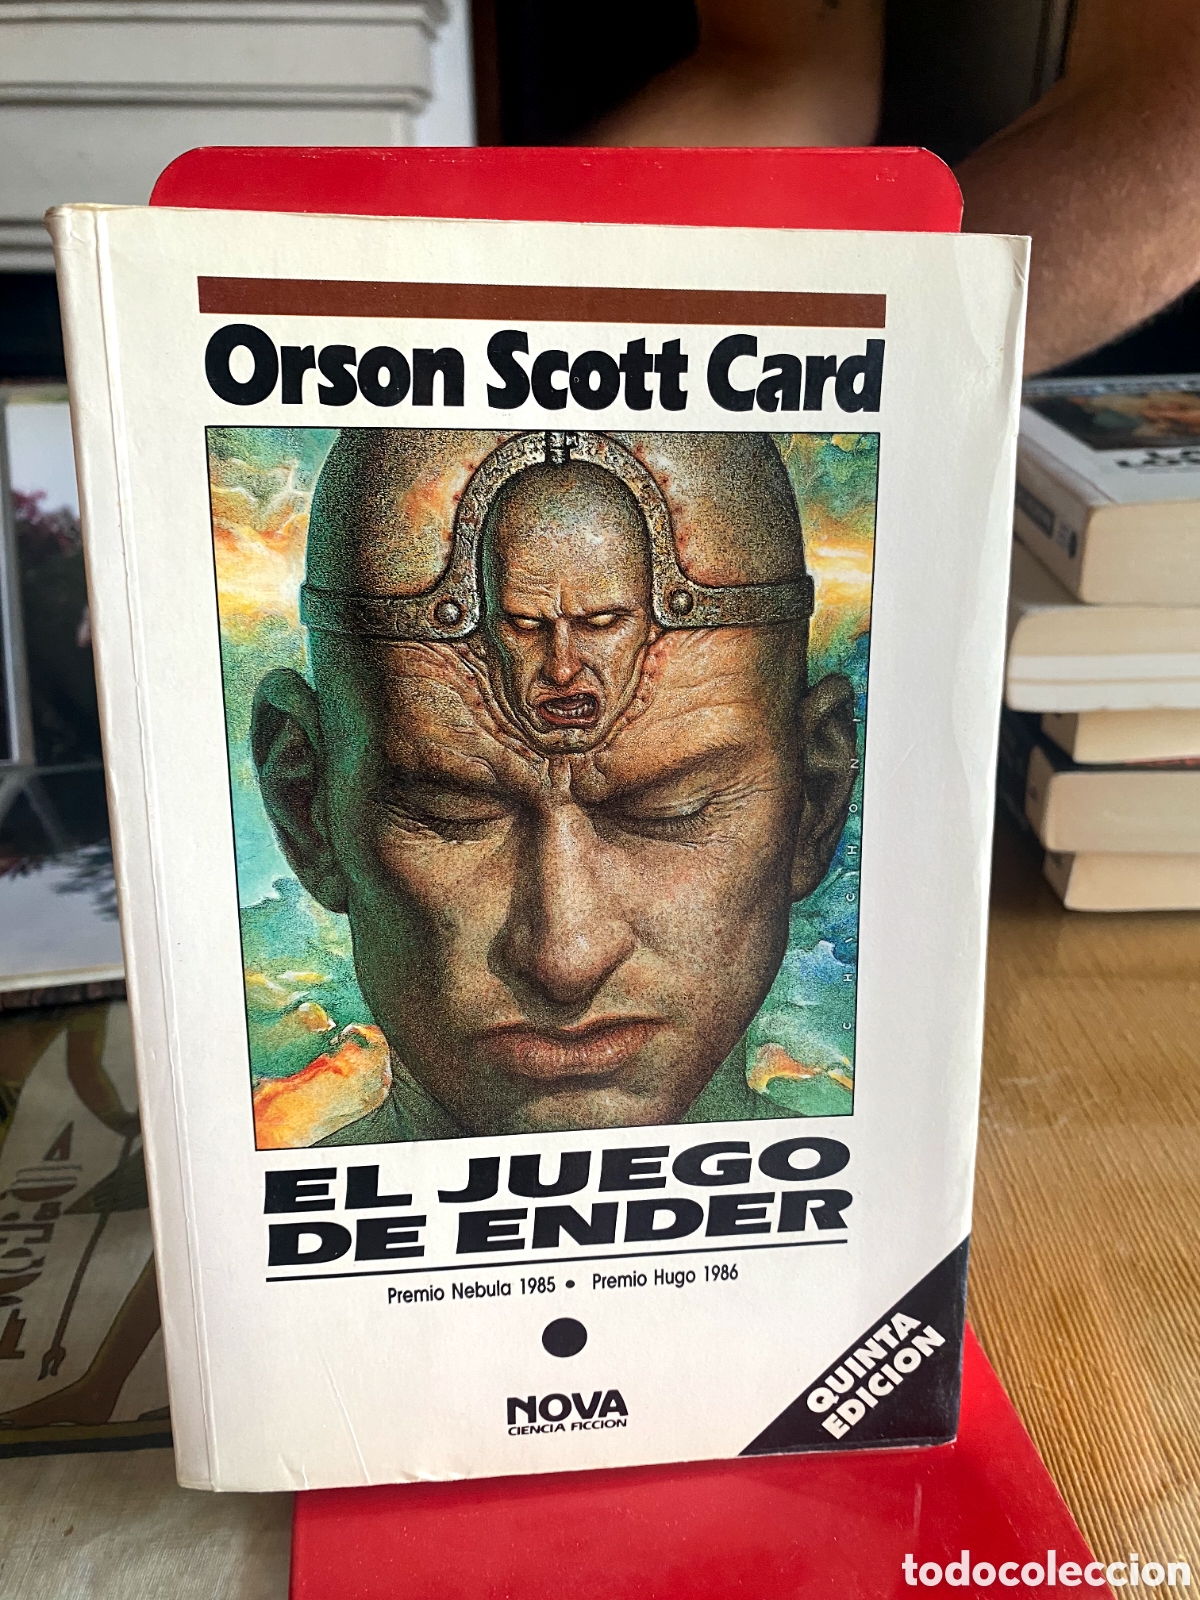 Orson Scott Card
CHICHONI
EL JUEGO
DE ENDER
Premio Nebula 1985 • Premio Hugo 1986
NOVA
CIENCIA FICCION
QUINTA
EDICION
todocoleccion